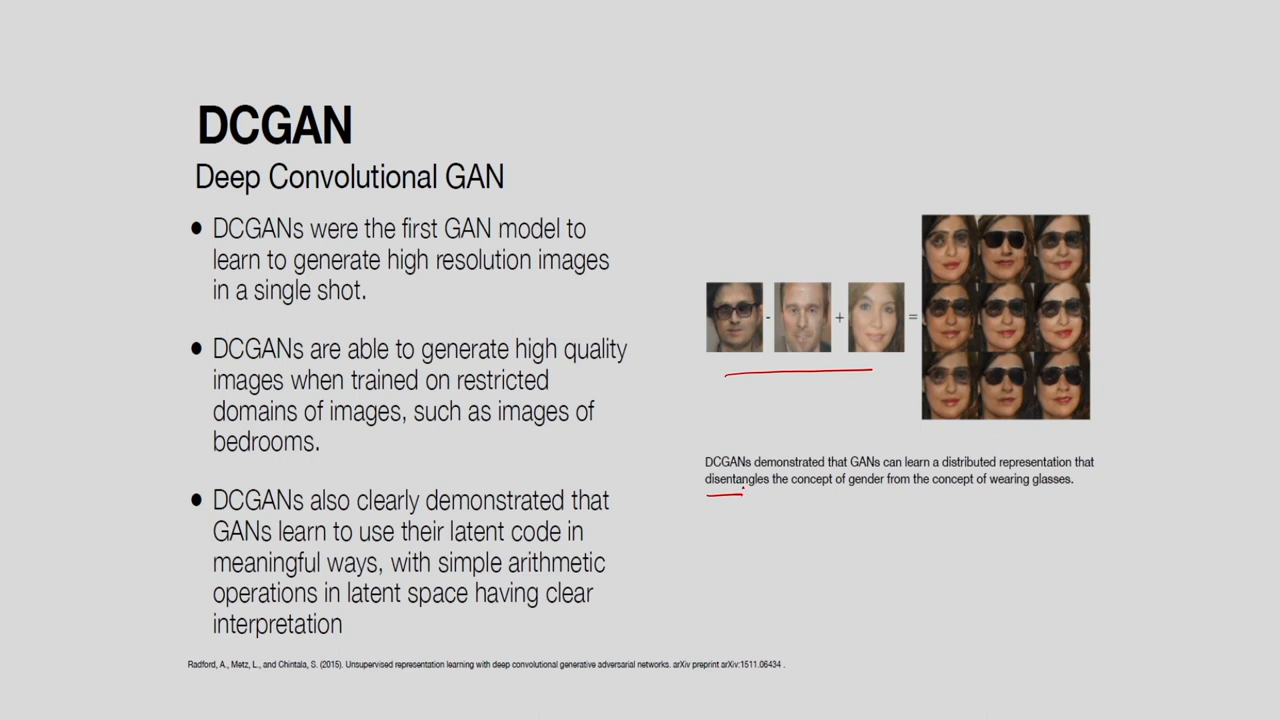 DCGAN
Deep Convolutional GAN
• DCGANs were the first GAN model to
learn to generate high resolution images
in a single shot.
• DCGANs are able to generate high quality
images when trained on restricted
domains of images, such as images of
bedrooms.
• DCGANs also clearly demonstrated that
GANs learn to use their latent code in
meaningful ways, with simple arithmetic
operations in latent space having clear
interpretation
- + =
DCGANs demonstrated that GANs can learn a distributed representation that
disentangles the concept of gender from the concept of wearing glasses.
Radford, A., Metz, L., and Chintala, S. (2015). Unsupervised representation learning with deep convolutional generative adversarial networks. arXiv preprint arXiv:1511.06434 .